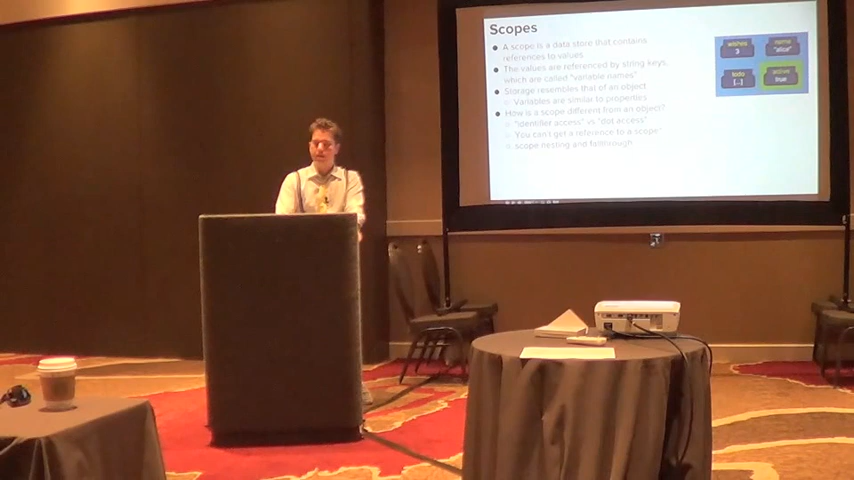 Scopes
A scope is a data store that contains
references to values
The values are referenced by string keys,
which are called "variable names"
Storage resembles that of an object
Variables are similar to properties
How is a scope different from an object?
"identifier access" vs "dot access"
You can't get a reference to a scope*
scope nesting and fallthrough
wishes
3
name
"alice"
todo
[...]
active
true